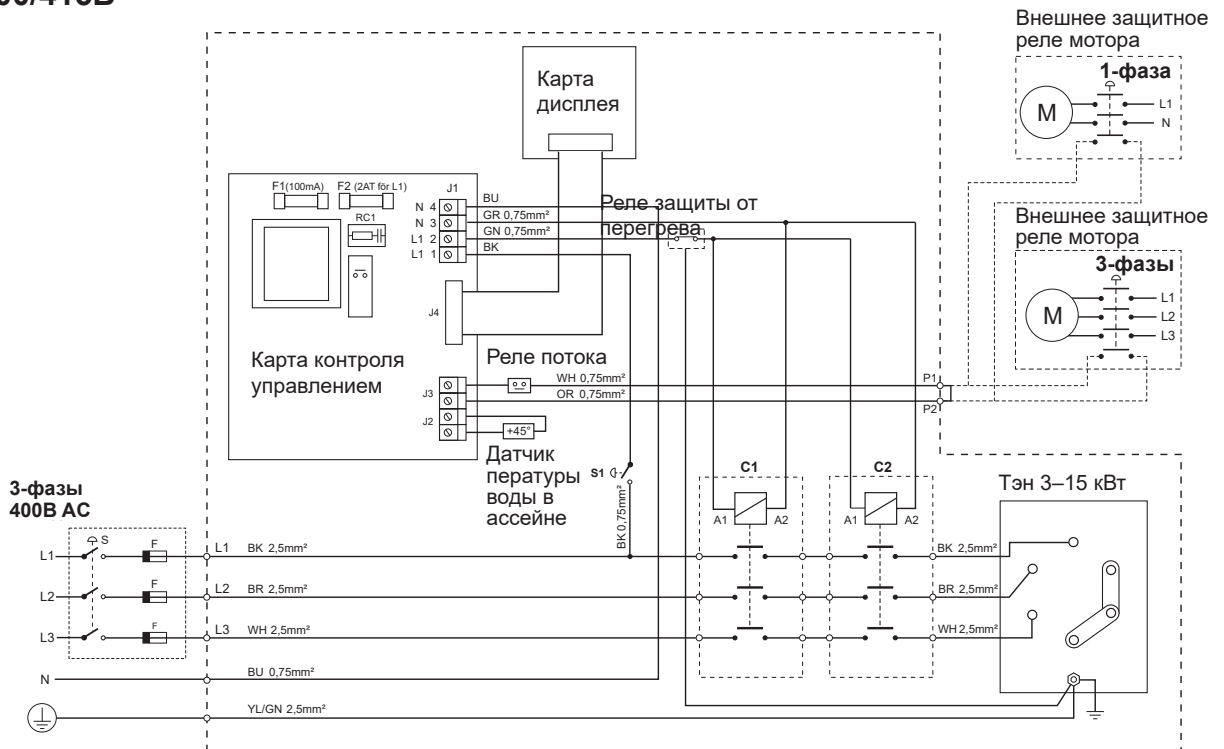 Внешнее защитное
реле мотора
1-фаза
M
L1
N
Карта
дисплея
F1(100mA)
F2 (2AT för L1)
J1
RC1
N 4
N 3
L1 2
L1 1
BU
GR 0,75mm²
GN 0,75mm²
BK
Реле защиты от
перегрева
Внешнее защитное
реле мотора
3-фазы
M
L1
L2
L3
J4
Карта контроля
управлением
Реле потока
WH 0,75mm²
OR 0,75mm²
P1
P2
J3
J2
+45°
Датчик
пературы
воды в
ассейне
S1
BK 0,75mm²
C1
C2
A1
A2
A1
A2
Тэн 3–15 кВт
3-фазы
400В AC
S
L1
F
L1
BK 2,5mm²
BK 2,5mm²
L2
F
L2
BR 2,5mm²
BR 2,5mm²
L3
F
L3
WH 2,5mm²
WH 2,5mm²
N
BU 0,75mm²
YL/GN 2,5mm²